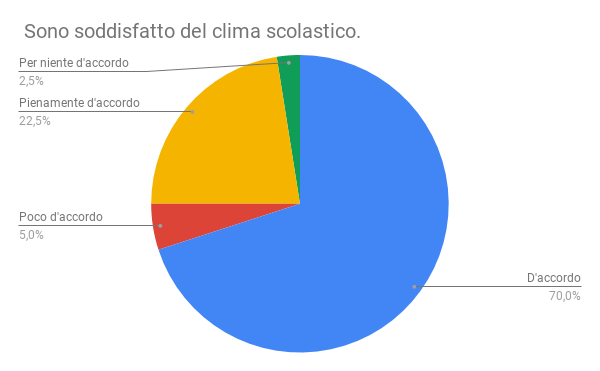 Sono soddisfatto del clima scolastico.
Per niente d'accordo
2,5%
Pienamente d'accordo
22,5%
Poco d'accordo
5,0%
D'accordo
70,0%